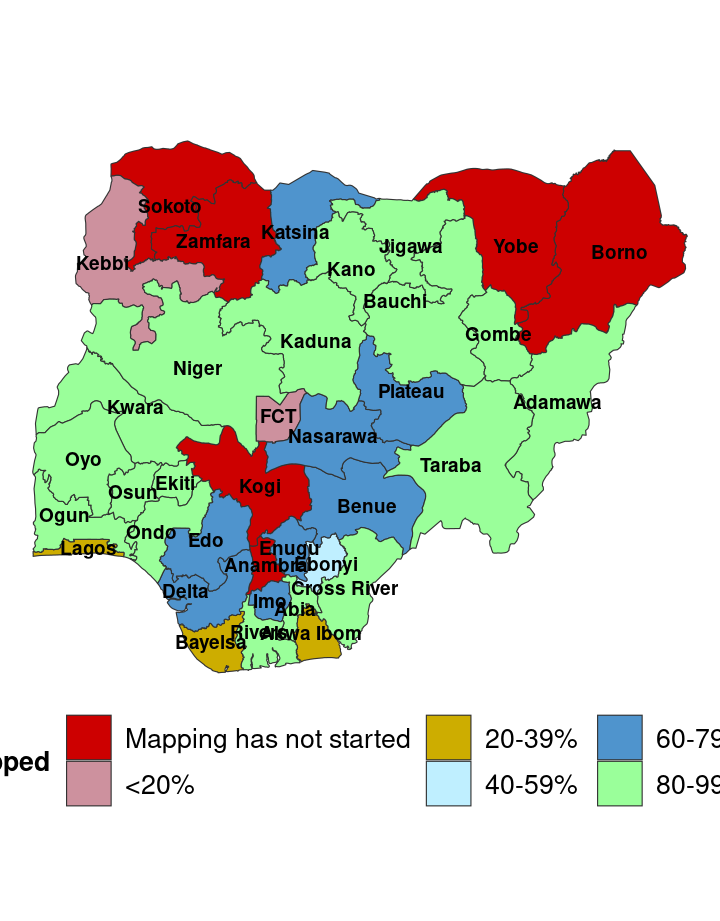 Sokoto
Katsina
Zamfara
Jigawa
Yobe
Borno
Kebbi
Kano
Bauchi
Gombe
Kaduna
Niger
Plateau
Adamawa
Kwara
FCT
Nasarawa
Oyo
Taraba
Ekiti
Kogi
Osun
Benue
Ogun
Ondo
Edo
Lagos
Enugu
Anambra
Ebonyi
Delta
Cross River
Imo
Abia
Rivers
Akwa Ibom
Bayelsa
pped
Mapping has not started
20-39%
60-79
<20%
40-59%
80-99